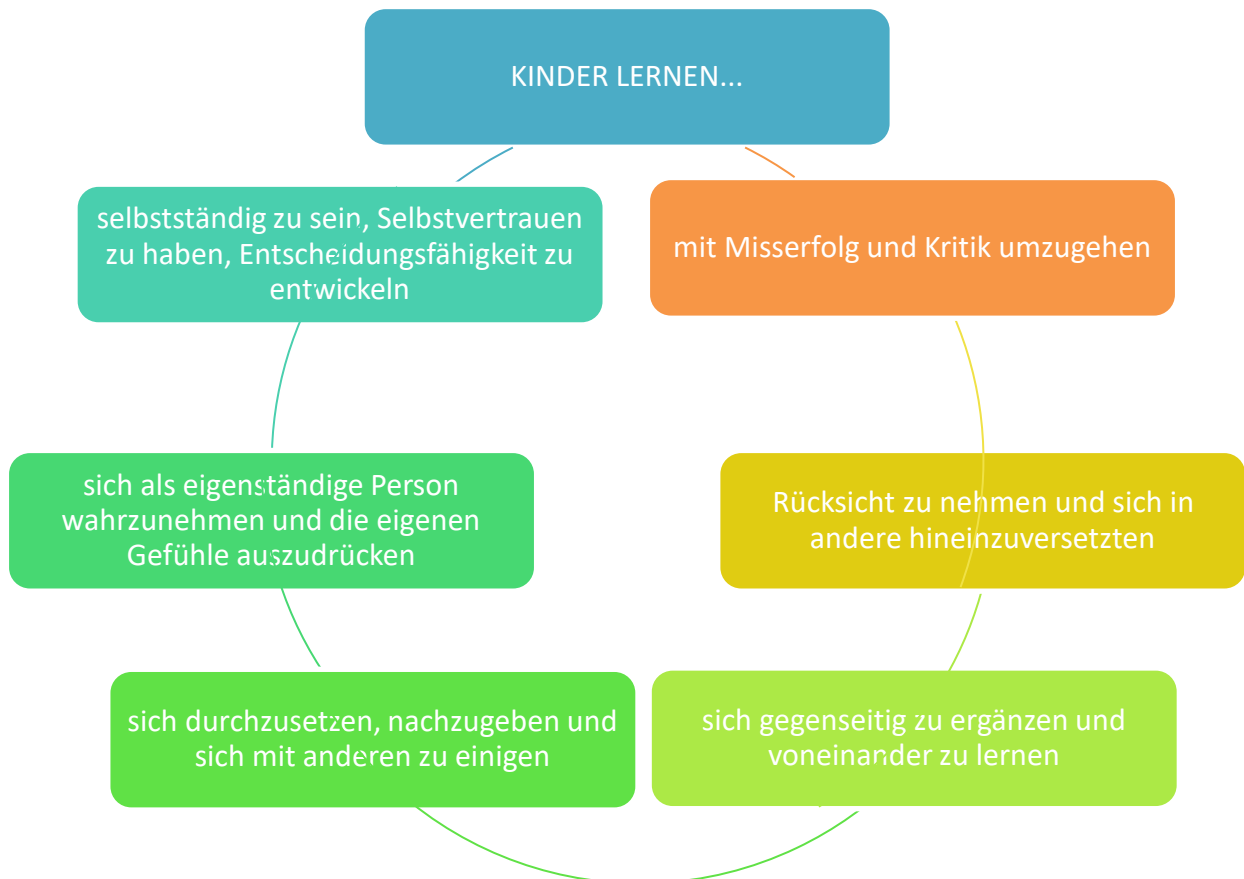 KINDER LERNEN...
mit Misserfolg und Kritik umzugehen
Rücksicht zu nehmen und sich in
andere hineinzuversetzten
sich gegenseitig zu ergänzen und
voneinander zu lernen
sich durchzusetzen, nachzugeben und
sich mit anderen zu einigen
sich als eigenständige Person
wahrzunehmen und die eigenen
Gefühle auszudrücken
selbstständig zu sein, Selbstvertrauen
zu haben, Entscheidungsfähigkeit zu
entwickeln